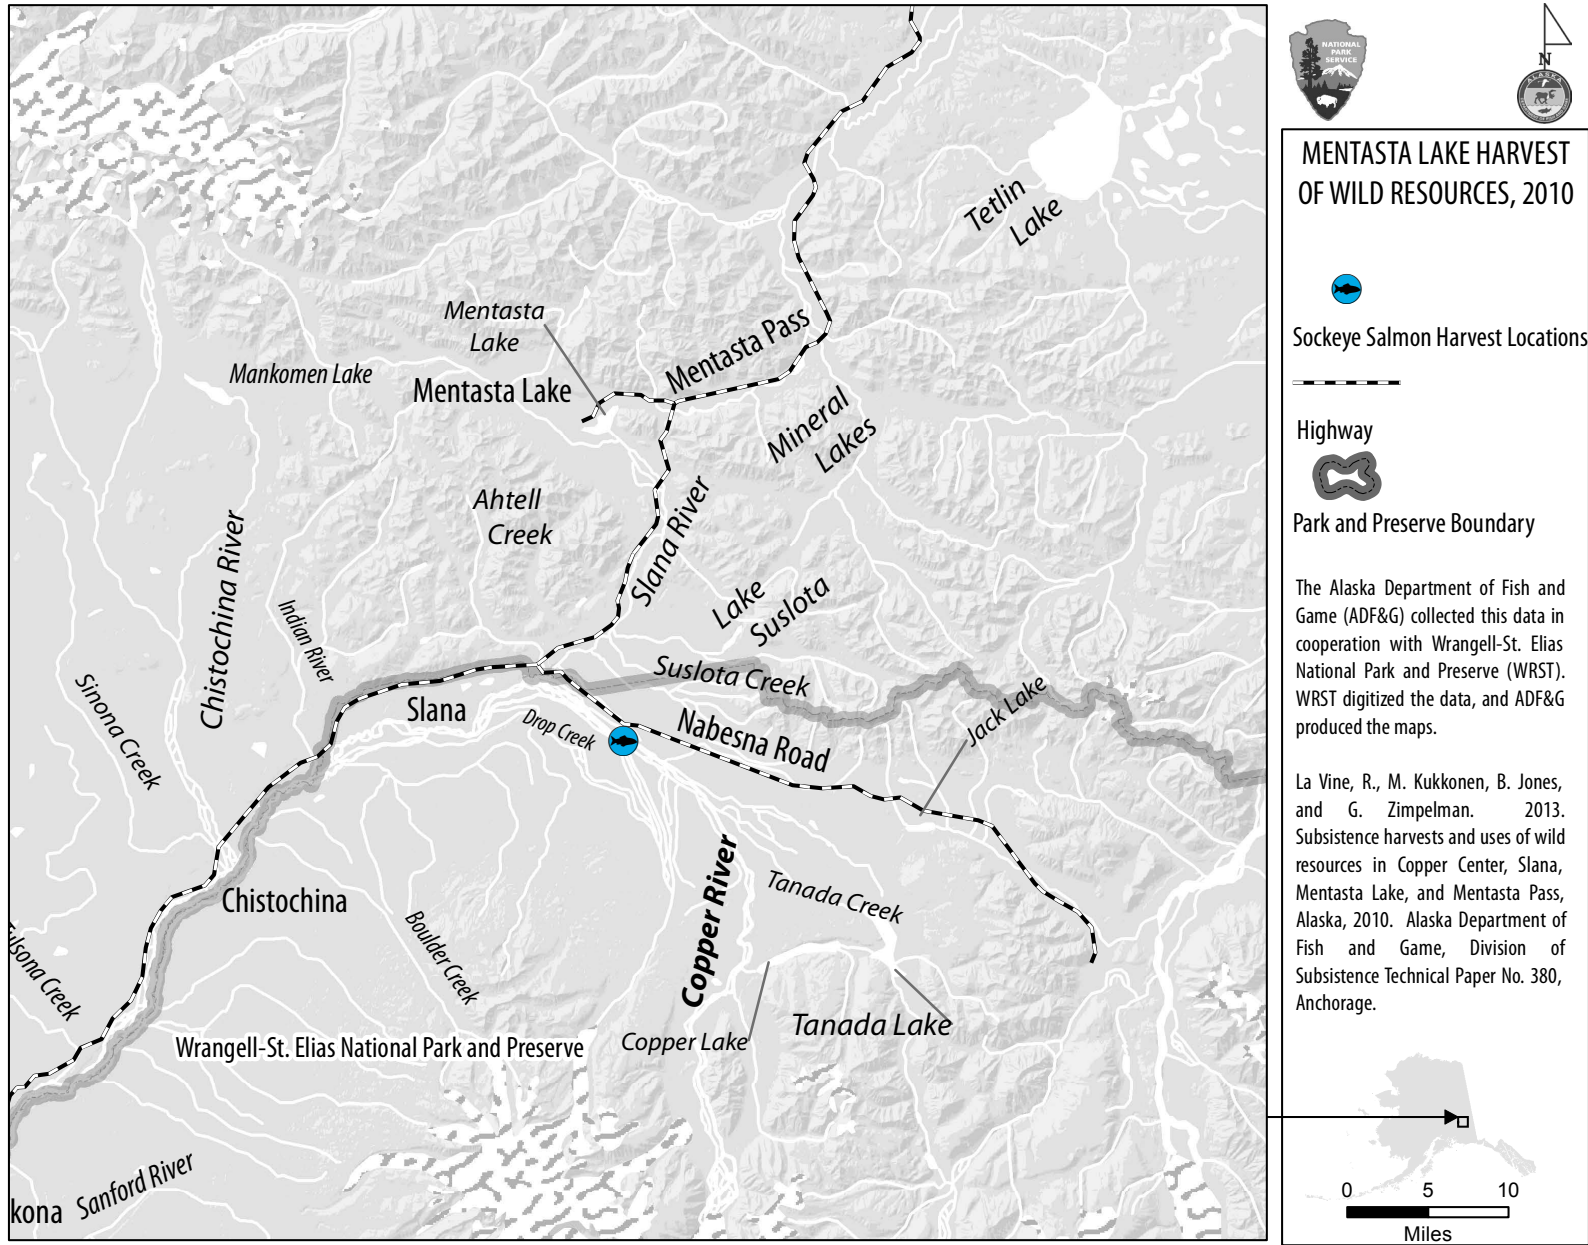 Tetlin
Lake
Mentasta
Lake
Mentasta Pass
Mankomen Lake
Mentasta Lake
Mineral
Lakes
Ahtell
Creek
Slana River
Chistochina River
Indian River
Lake
Suslota
Sinona Creek
Suslota Creek
Slana
Drop Creek
Nabesna Road
Jack Lake
Copper River
Tanada Creek
Chistochina
Boulder Creek
Tulsona Creek
Copper Lake
Tanada Lake
Wrangell-St. Elias National Park and Preserve
Sanford River
kona
NATIONAL
PARK
SERVICE
N
ALASKA
MENTASTA LAKE HARVEST
OF WILD RESOURCES, 2010
Sockeye Salmon Harvest Locations
Highway
Park and Preserve Boundary
The Alaska Department of Fish and
Game (ADF&G) collected this data in
cooperation with Wrangell-St. Elias
National Park and Preserve (WRST).
WRST digitized the data, and ADF&G
produced the maps.
La Vine, R., M. Kukkonen, B. Jones,
and G. Zimpelman. 2013.
Subsistence harvests and uses of wild
resources in Copper Center, Slana,
Mentasta Lake, and Mentasta Pass,
Alaska, 2010. Alaska Department of
Fish and Game, Division of
Subsistence Technical Paper No. 380,
Anchorage.
0 5 10
Miles